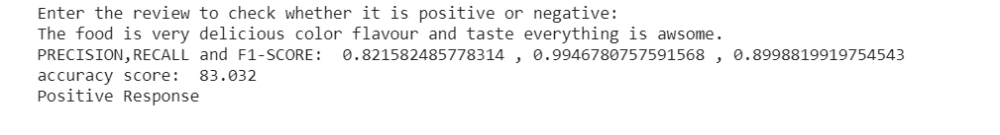 Enter the review to check whether it is positive or negative:
The food is very delicious color flavour and taste everything is awsome.
PRECISION,RECALL and F1-SCORE:  0.821582485778314 , 0.9946780757591568 , 0.8998819919754543
accuracy score:  83.032
Positive Response